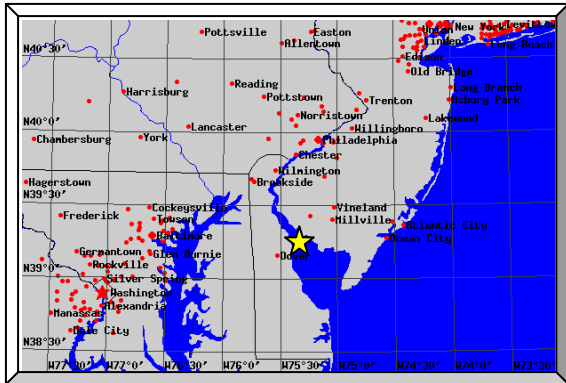 Pottsville
Easton
Union
New York
Levitton
Allentown
Linden
Long Beach
N40°30'
Edison
Old Bridge
Reading
Long Branch
Harrisburg
Pottstown
Trenton
Asbury Park
Norristown
Lakewood
N40°0'
Lancaster
Willingboro
Chambersburg
York
Philadelphia
Chester
Wilmington
Hagerstown
Brookside
N39°30'
Cockeysville
Vineland
Frederick
Towson
Millville
Atlantic City
Baltimore
Ocean City
Germantown
Glen Burnie
Dover
N39°0'
Rockville
Silver Spring
Washington
Alexandria
Manassas
Dale City
N38°30'
W77°30'
W77°0'
W76°30'
W76°0'
W75°30'
W75°0'
W74°30'
W74°0'
W73°30'